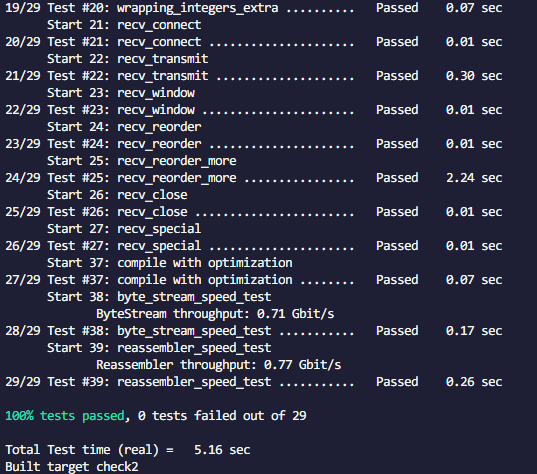 19/29 Test #20: wrapping_integers_extra ..........   Passed    0.07 sec
      Start 21: recv_connect
20/29 Test #21: recv_connect .....................   Passed    0.01 sec
      Start 22: recv_transmit
21/29 Test #22: recv_transmit ....................   Passed    0.30 sec
      Start 23: recv_window
22/29 Test #23: recv_window ......................   Passed    0.01 sec
      Start 24: recv_reorder
23/29 Test #24: recv_reorder .....................   Passed    0.01 sec
      Start 25: recv_reorder_more
24/29 Test #25: recv_reorder_more ................   Passed    2.24 sec
      Start 26: recv_close
25/29 Test #26: recv_close .......................   Passed    0.01 sec
      Start 27: recv_special
26/29 Test #27: recv_special .....................   Passed    0.01 sec
      Start 37: compile with optimization
27/29 Test #37: compile with optimization ........   Passed    0.07 sec
      Start 38: byte_stream_speed_test
             ByteStream throughput: 0.71 Gbit/s
28/29 Test #38: byte_stream_speed_test ...........   Passed    0.17 sec
      Start 39: reassembler_speed_test
             Reassembler throughput: 0.77 Gbit/s
29/29 Test #39: reassembler_speed_test ...........   Passed    0.26 sec

100% tests passed, 0 tests failed out of 29

Total Test time (real) =   5.16 sec
Built target check2